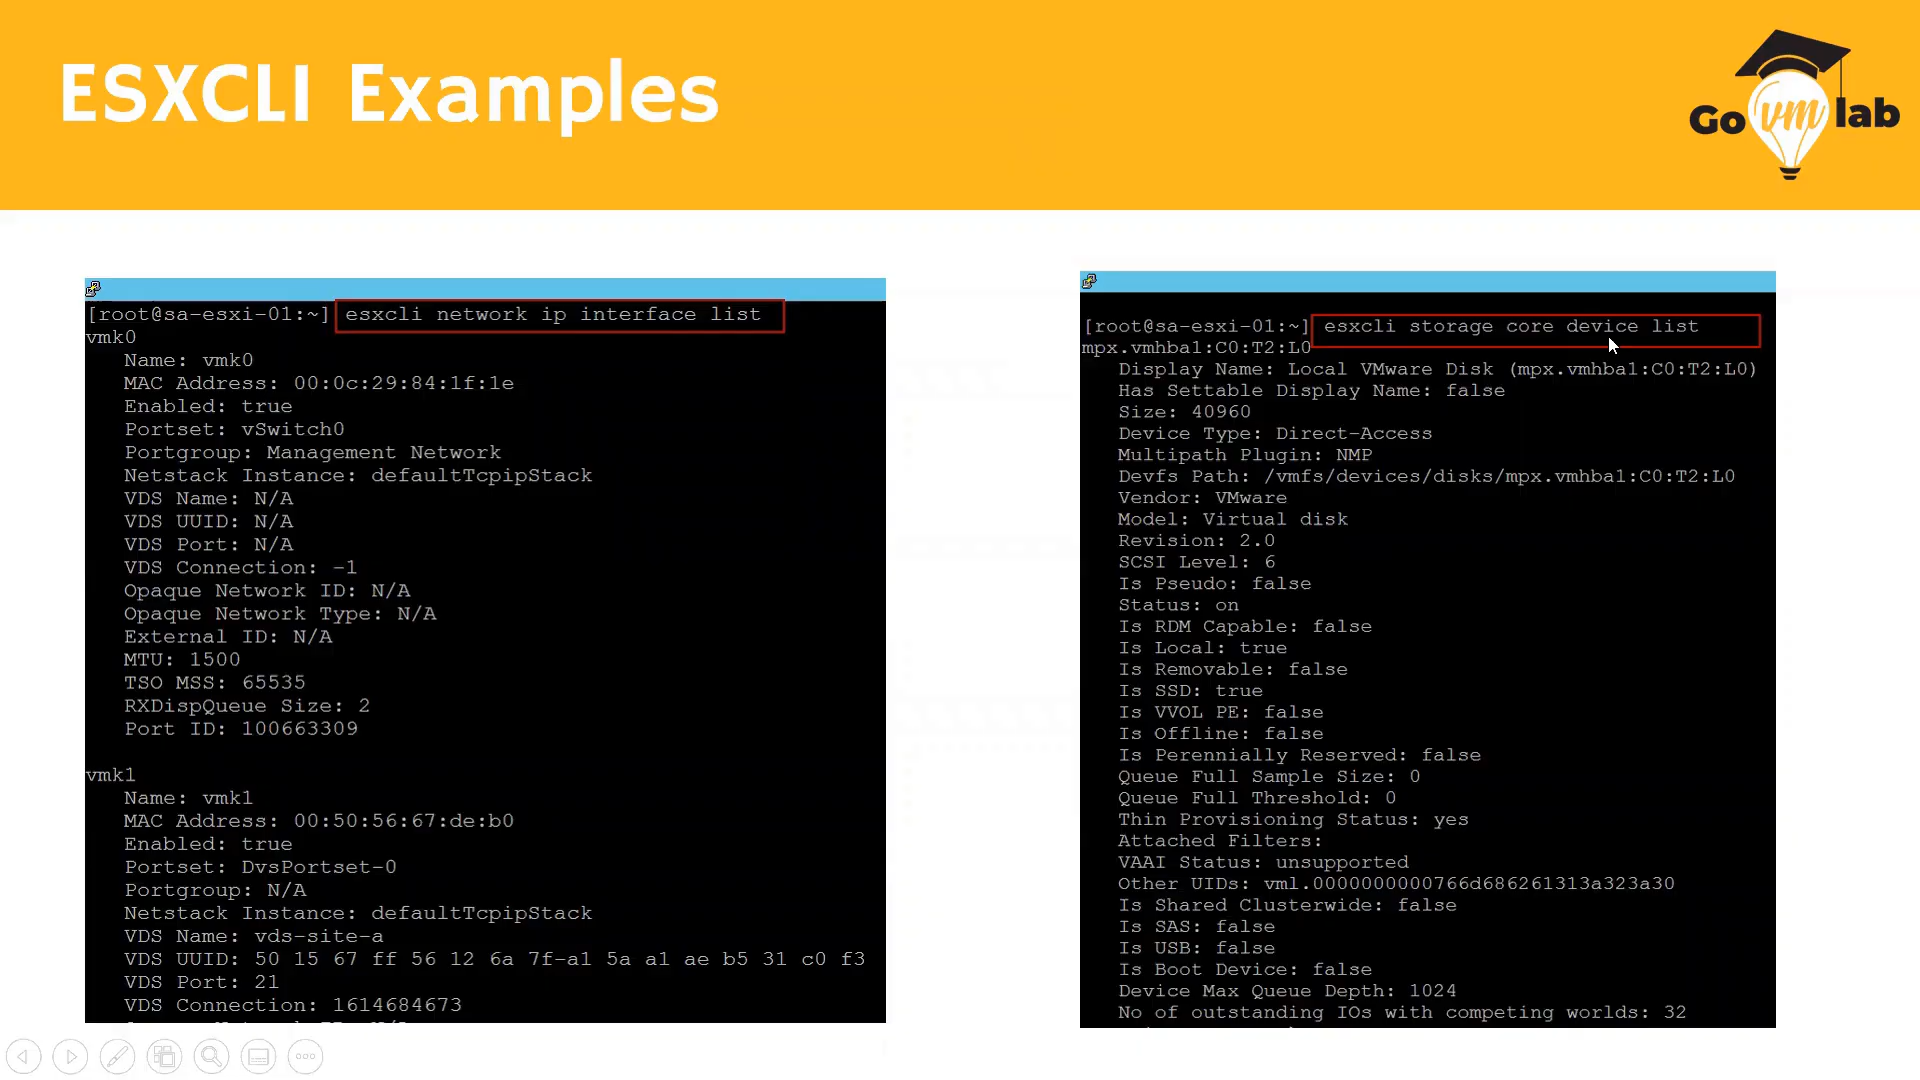 ESXCLI Examples
Go vm lab
[root@sa-esxi-01:~] esxcli network ip interface list
vmk0
Name: vmk0
MAC Address: 00:0c:29:84:1f:1e
Enabled: true
Portset: vSwitch0
Portgroup: Management Network
Netstack Instance: defaultTcpipStack
VDS Name: N/A
VDS UUID: N/A
VDS Port: N/A
VDS Connection: -1
Opaque Network ID: N/A
Opaque Network Type: N/A
External ID: N/A
MTU: 1500
TSO MSS: 65535
RXDispQueue Size: 2
Port ID: 100663309
vmk1
Name: vmk1
MAC Address: 00:50:56:67:de:b0
Enabled: true
Portset: DvsPortset-0
Portgroup: N/A
Netstack Instance: defaultTcpipStack
VDS Name: vds-site-a
VDS UUID: 50 15 67 ff 56 12 6a 7f-a1 5a a1 ae b5 31 c0 f3
VDS Port: 21
VDS Connection: 1614684673
[root@sa-esxi-01:~] esxcli storage core device list
mpx.vmhba1:C0:T2:L0
Display Name: Local VMware Disk (mpx.vmhba1:C0:T2:L0)
Has Settable Display Name: false
Size: 40960
Device Type: Direct-Access
Multipath Plugin: NMP
Devfs Path: /vmfs/devices/disks/mpx.vmhba1:C0:T2:L0
Vendor: VMware
Model: Virtual disk
Revision: 2.0
SCSI Level: 6
Is Pseudo: false
Status: on
Is RDM Capable: false
Is Local: true
Is Removable: false
Is SSD: true
Is VVOL PE: false
Is Offline: false
Is Perennially Reserved: false
Queue Full Sample Size: 0
Queue Full Threshold: 0
Thin Provisioning Status: yes
Attached Filters:
VAAI Status: unsupported
Other UIDs: vml.0000000000766d686261313a323a30
Is Shared Clusterwide: false
Is SAS: false
Is USB: false
Is Boot Device: false
Device Max Queue Depth: 1024
No of outstanding IOs with competing worlds: 32